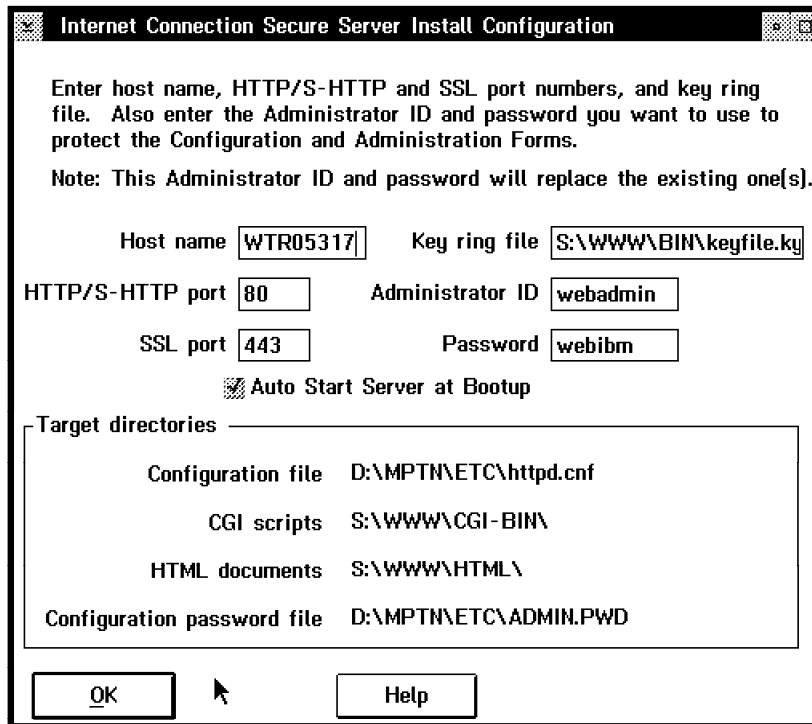 Internet Connection Secure Server Install Configuration
Enter host name, HTTP/S-HTTP and SSL port numbers, and key ring
file.  Also enter the Administrator ID and password you want to use to
protect the Configuration and Administration Forms.
Note: This Administrator ID and password will replace the existing one(s).
Host name WTR05317 Key ring file S:\WWW\BIN\keyfile.ky
HTTP/S-HTTP port 80 Administrator ID webadmin
SSL port 443 Password webibm
Auto Start Server at Bootup
Target directories
Configuration file D:\MPTN\ETC\httpd.cnf
CGI scripts S:\WWW\CGI-BIN\
HTML documents S:\WWW\HTML\
Configuration password file D:\MPTN\ETC\ADMIN.PWD
OK Help